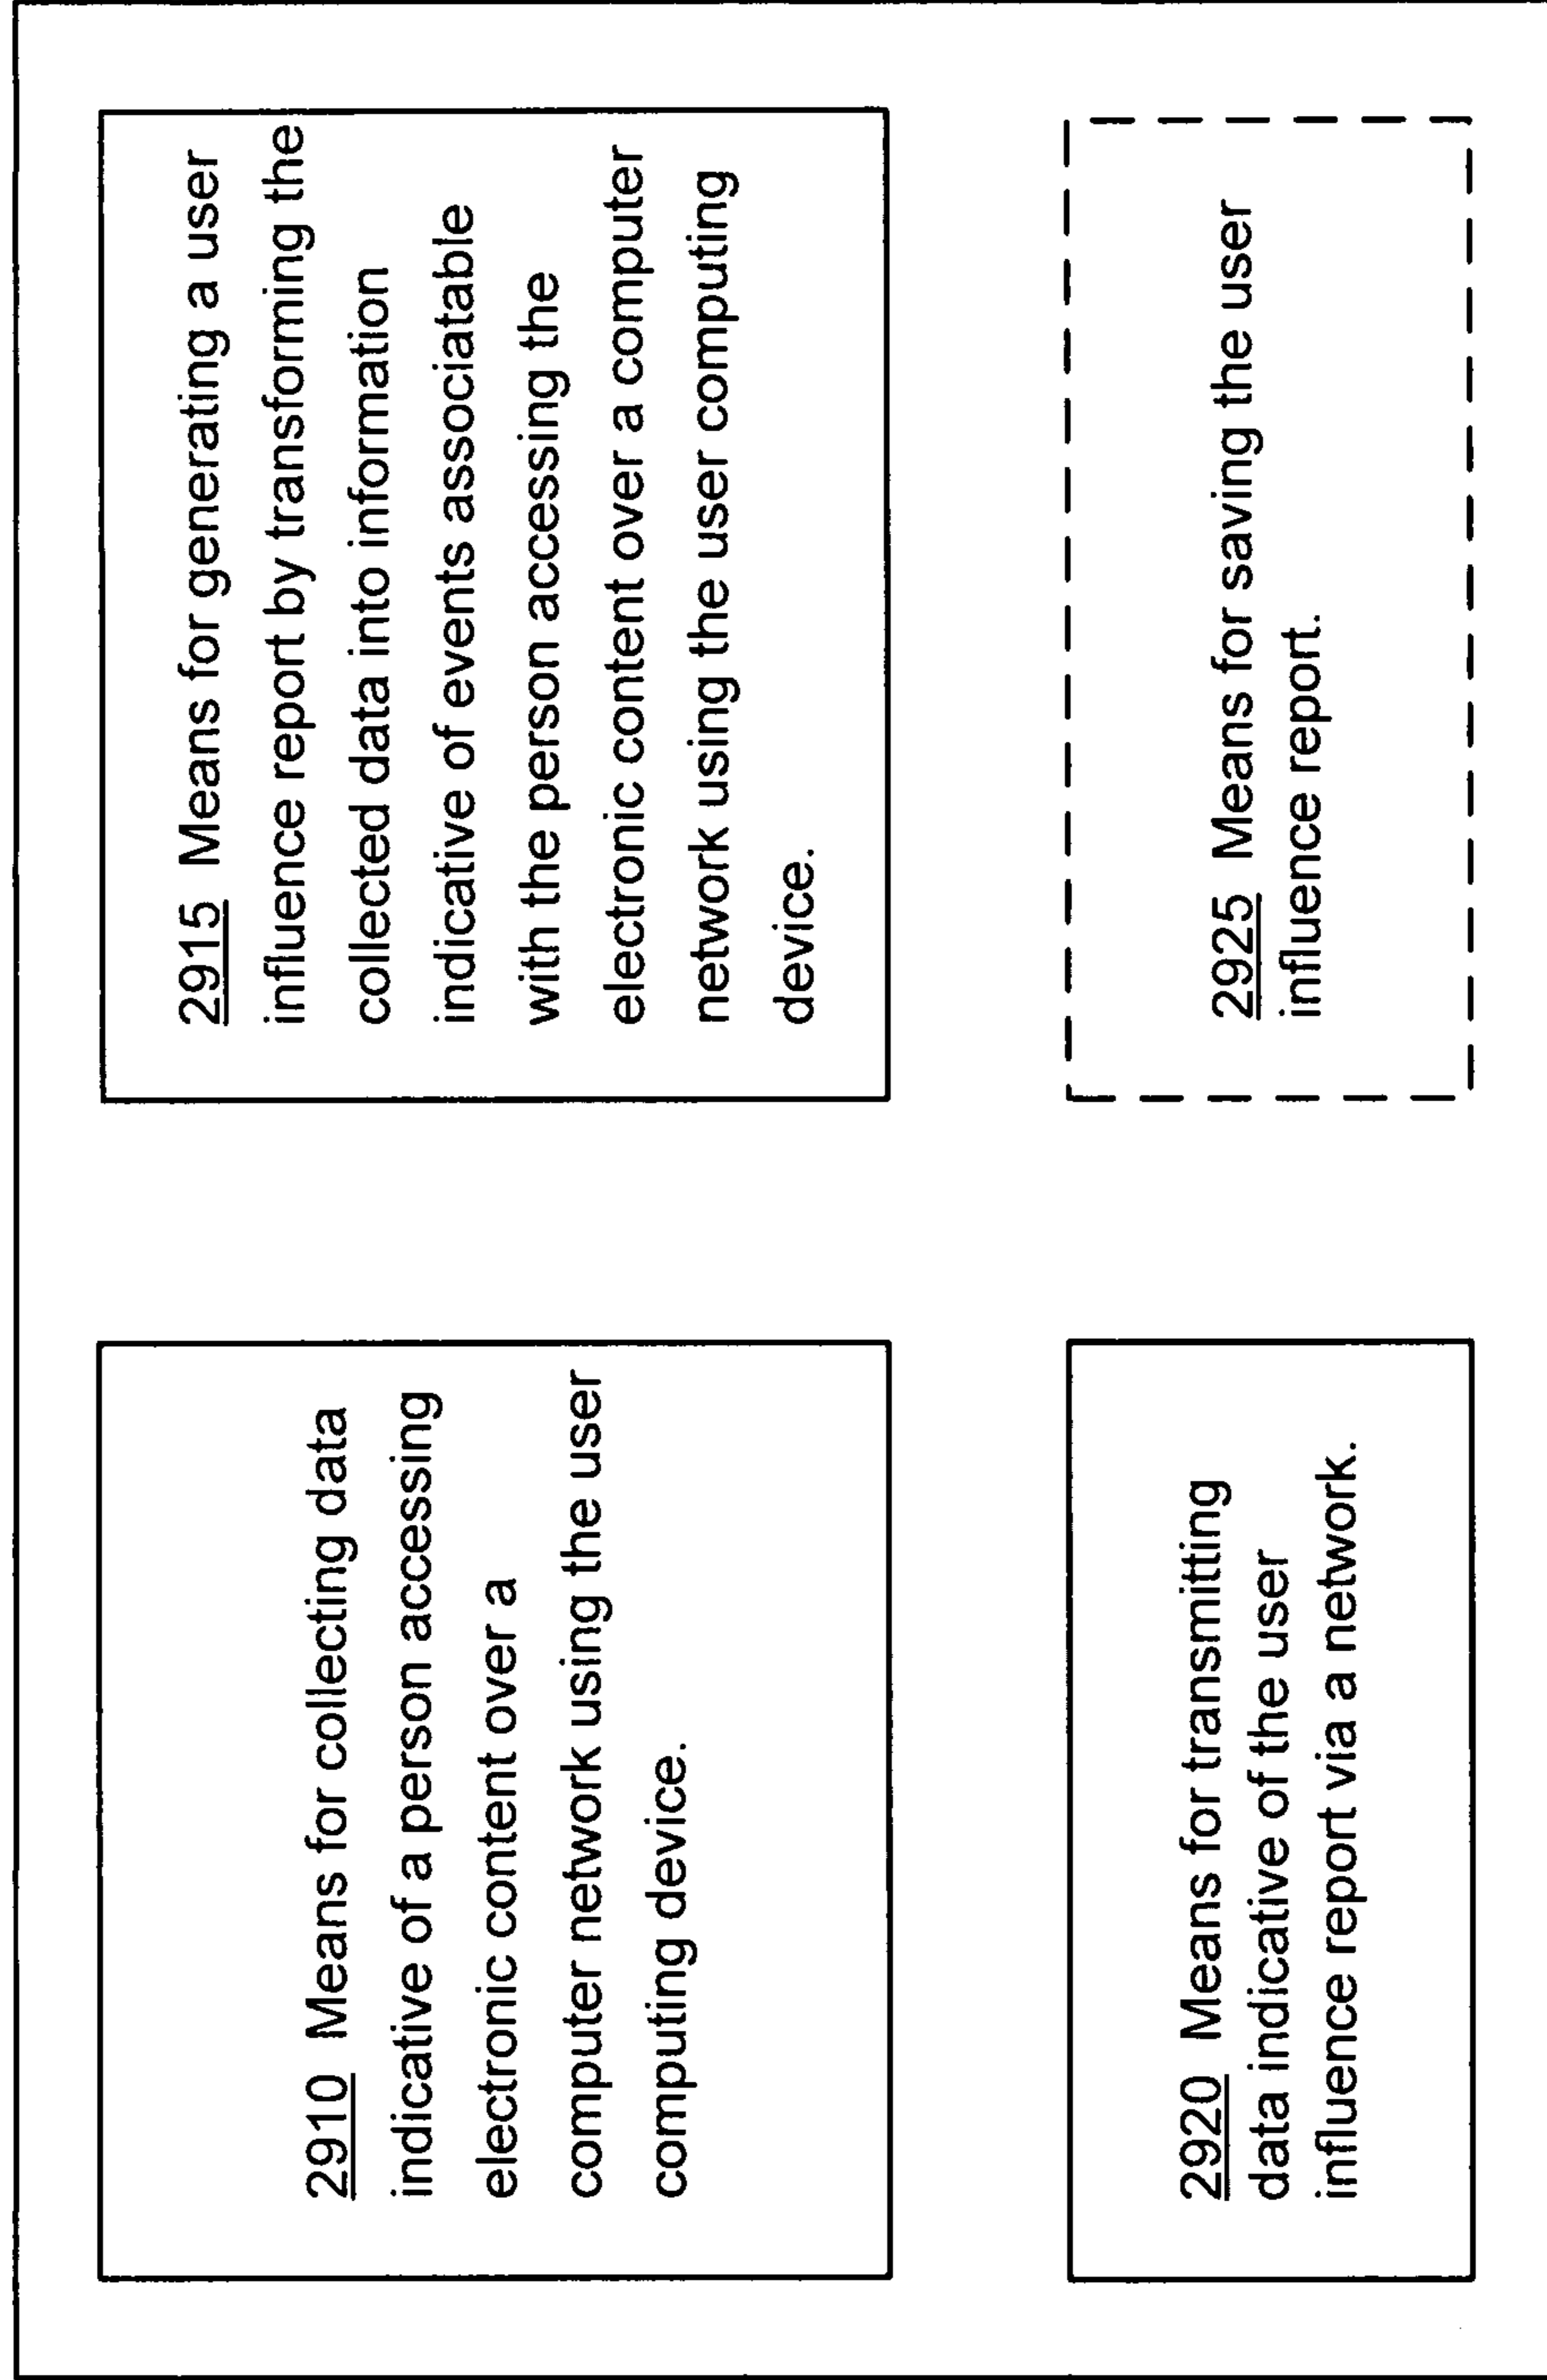 2910 Means for collecting data
indicative of a person accessing
electronic content over a
computer network using the user
computing device.
2915 Means for generating a user
influence report by transforming the
collected data into information
indicative of events associatable
with the person accessing the
electronic content over a computer
network using the user computing
device.
2920 Means for transmitting
data indicative of the user
influence report via a network.
2925 Means for saving the user
influence report.